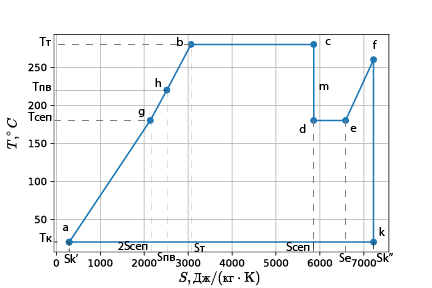 Tт b c f
250
Tпв h m
200
Tсеп g d e
150
100
50 a
Tк k
0 1000 2000 3000 4000 5000 6000 7000
2Sсеп Sт Sсеп
Sk′ Sпв Se Sk″
T,°C
S, Дж/(кг · К)